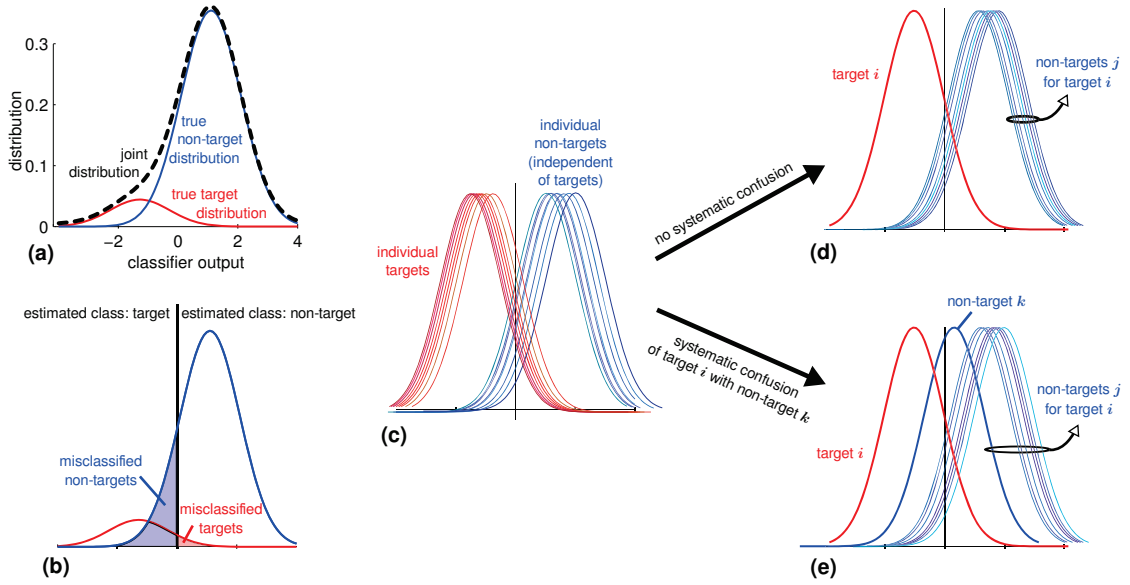 0.3
0.2
0.1
0
distribution
joint
distribution
true
non-target
distribution
true target
distribution
−2
0
2
4
(a)
classifier output
estimated class: target
estimated class: non-target
misclassified
non-targets
misclassified
targets
(b)
individual
targets
individual
non-targets
(independent
of targets)
(c)
no systematic confusion
systematic confusion
of target i with non-target k
target i
non-targets j
for target i
(d)
non-target k
non-targets j
for target i
target i
(e)